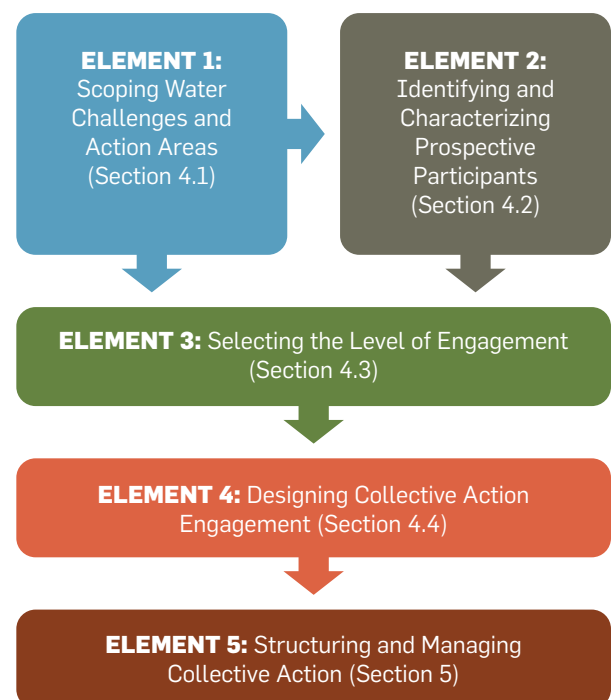 ELEMENT 1:
Scoping Water
Challenges and
Action Areas
(Section 4.1)
ELEMENT 2:
Identifying and
Characterizing
Prospective
Participants
(Section 4.2)
ELEMENT 3: Selecting the Level of Engagement
(Section 4.3)
ELEMENT 4: Designing Collective Action
Engagement (Section 4.4)
ELEMENT 5: Structuring and Managing
Collective Action (Section 5)